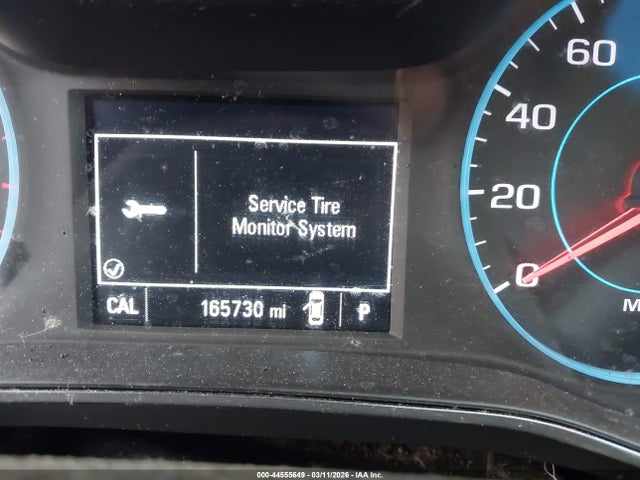 60
40
20
0
M
Service Tire
Monitor System
CAL 165730 mi P
000-44555649 - 03/11/2026 - © IAA Inc.